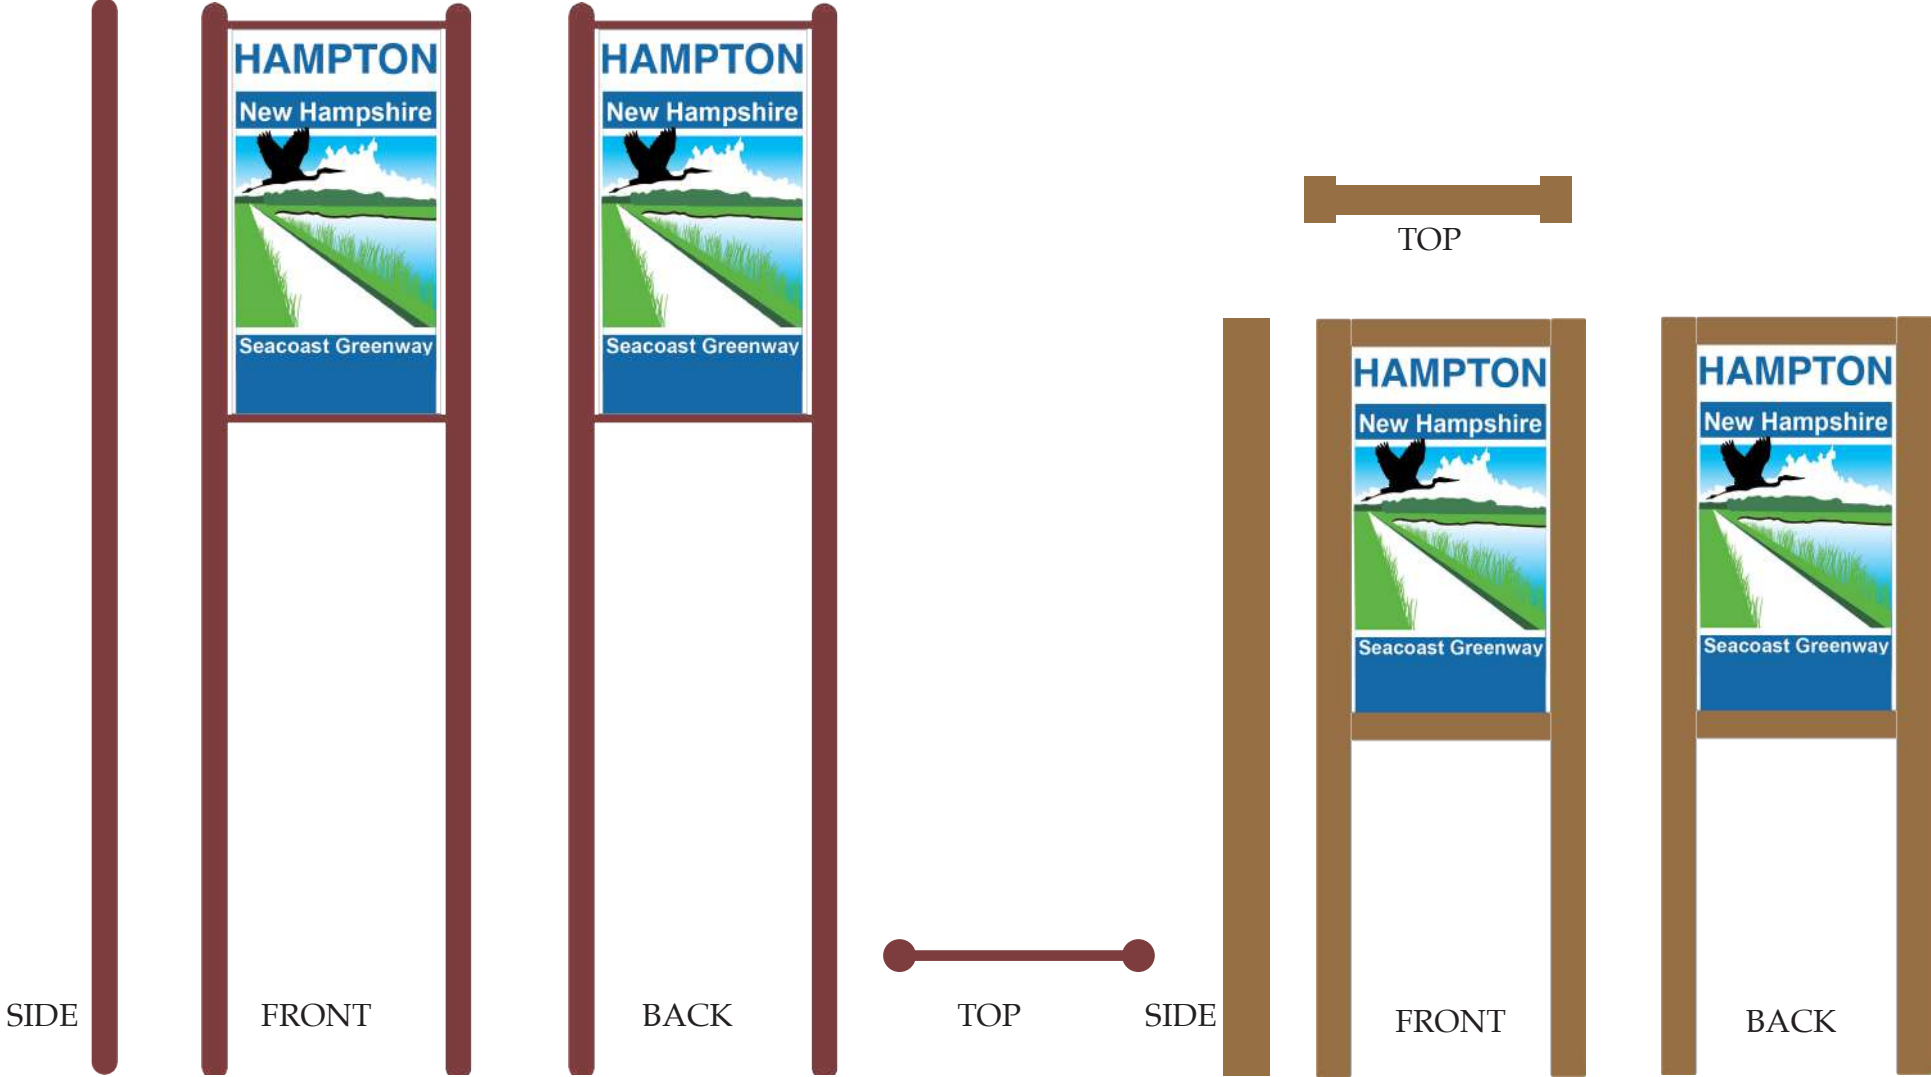 HAMPTON
New Hampshire
Seacoast Greenway
HAMPTON
New Hampshire
Seacoast Greenway
SIDE
FRONT
BACK
TOP
TOP
HAMPTON
New Hampshire
Seacoast Greenway
HAMPTON
New Hampshire
Seacoast Greenway
SIDE
FRONT
BACK